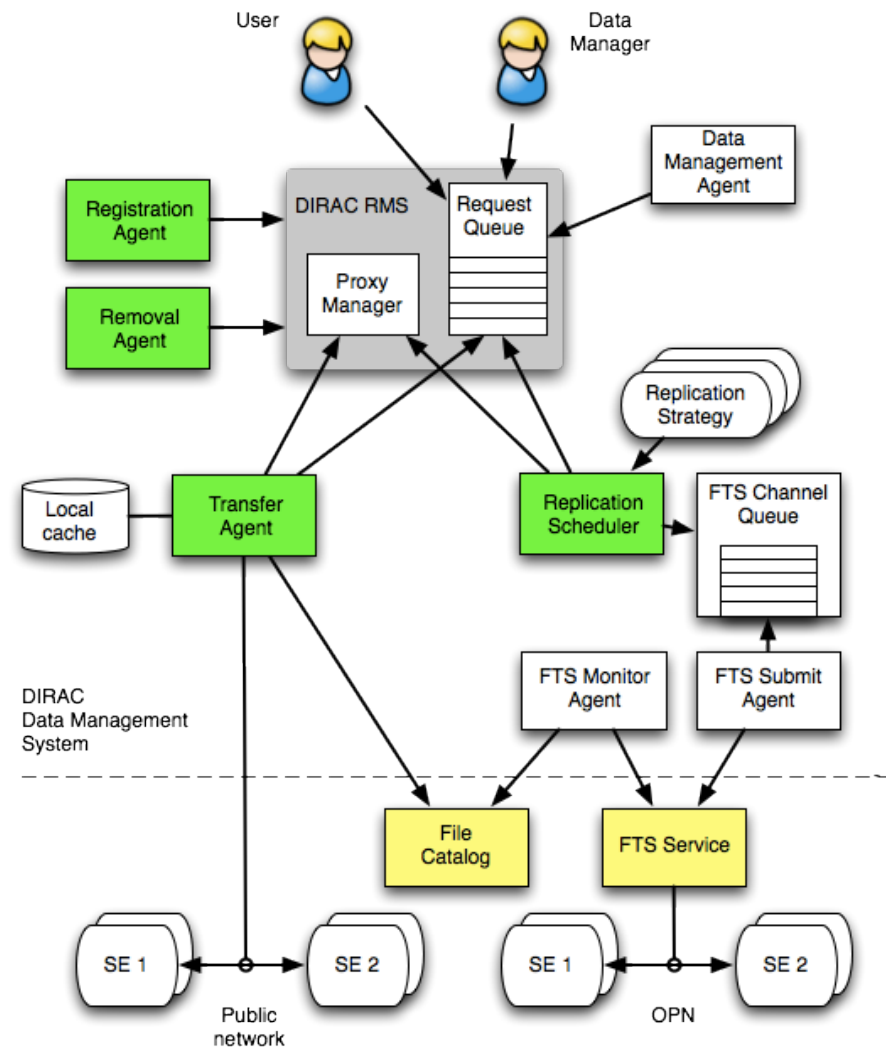 User
Data
Manager
Data
Management
Agent
Registration
Agent
DIRAC RMS
Request
Queue
Proxy
Manager
Removal
Agent
Replication
Strategy
Local
cache
Transfer
Agent
Replication
Scheduler
FTS Channel
Queue
FTS Monitor
Agent
FTS Submit
Agent
DIRAC
Data Management
System
File
Catalog
FTS Service
SE 1
SE 2
SE 1
SE 2
Public
network
OPN